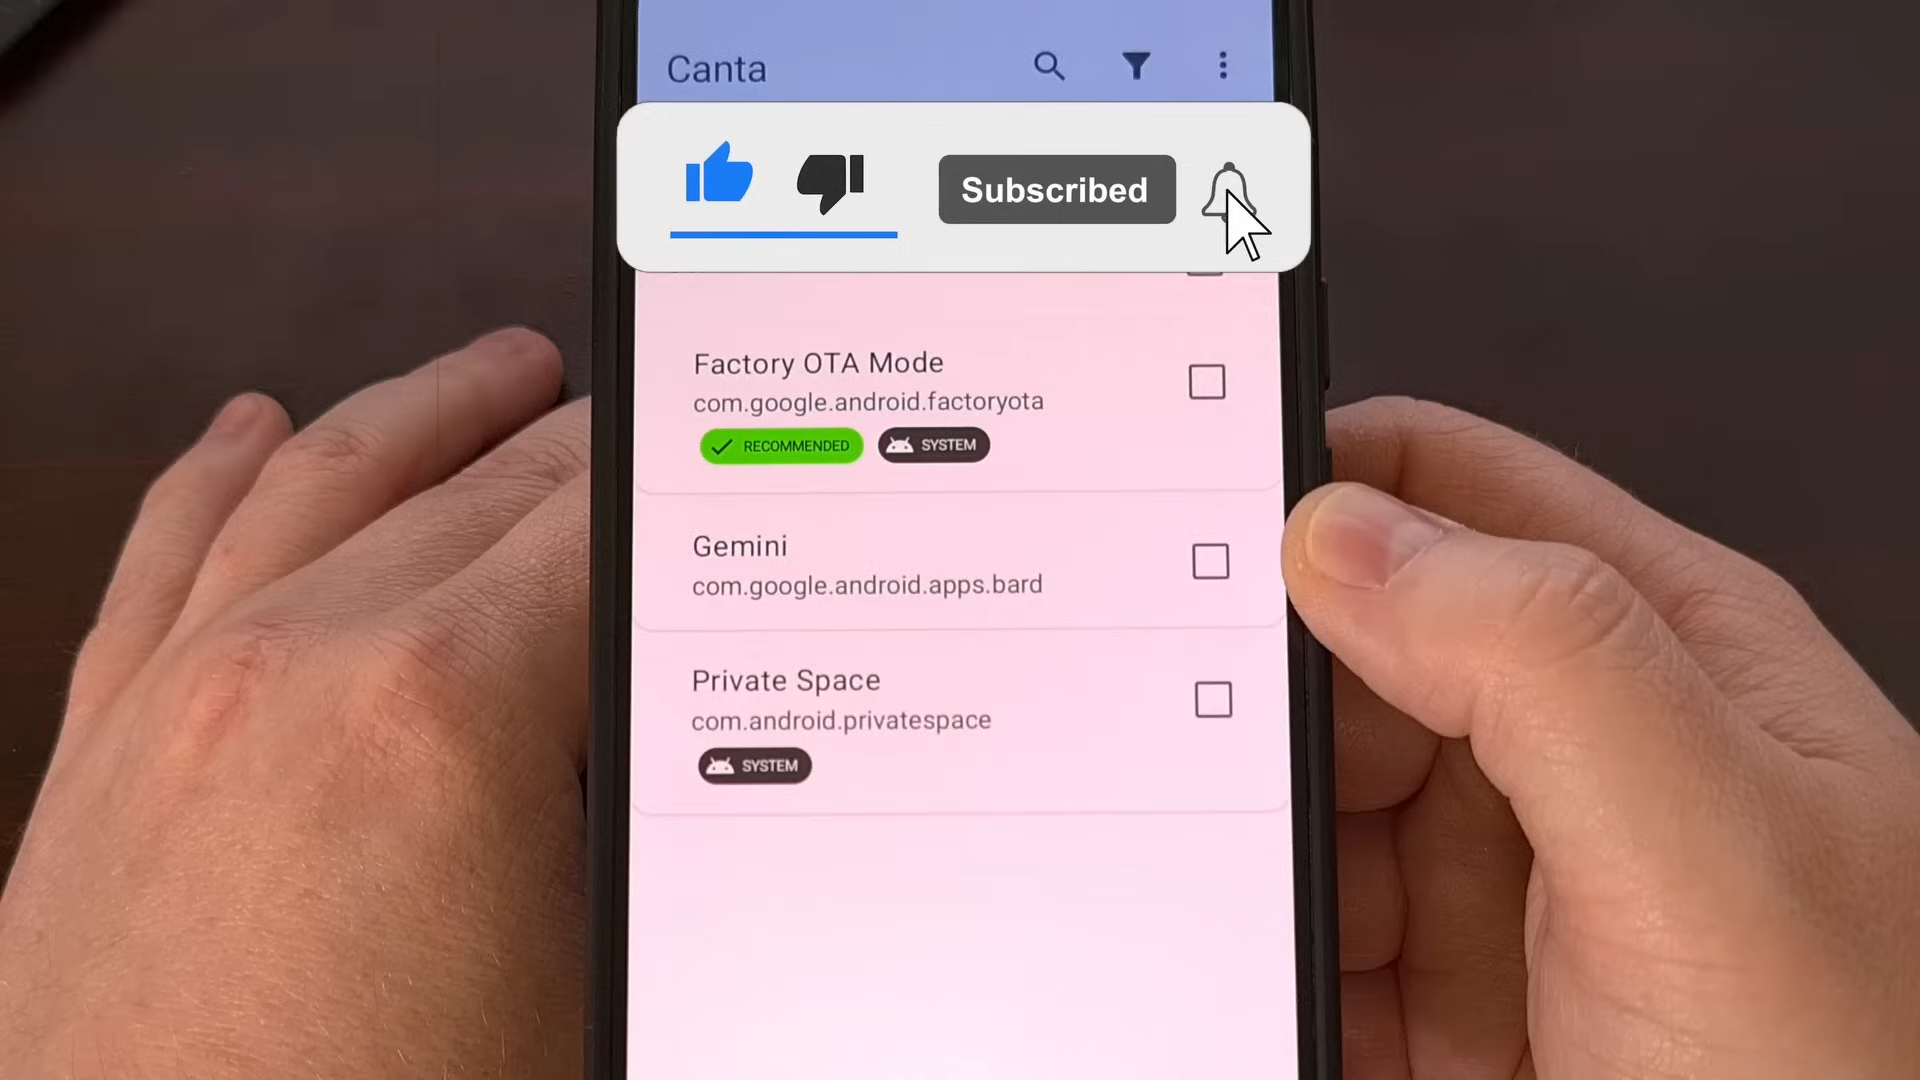 Canta
Subscribed
Factory OTA Mode
com.google.android.factoryota
RECOMMENDED SYSTEM
Gemini
com.google.android.apps.bard
Private Space
com.android.privatespace
SYSTEM